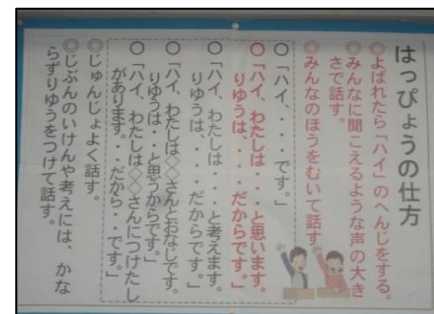 はっぴょうの仕方
◎よばれたら「ハイ」のへんじをする。
◎みんなに聞こえるような声の大き
さで話す。
◎みんなのほうをむいて話す。
〇「ハイ、・・・です。」
〇「ハイ、わたしは・・・と思います。
りゆうは、・・・だからです。」
〇「ハイ、わたしは・・・と考えます。
りゆうは、・・・だからです。」
〇「ハイ、わたしは◇◇さんとおなじです。
りゆうは・・と思うからです。」
〇「ハイ、わたしは◇◇さんにつけたし
があります。・・だから・・です。」
◎じゅんじょよく話す。
◎じぶんのいけんや考えには、かな
らずりゆうをつけて話す。